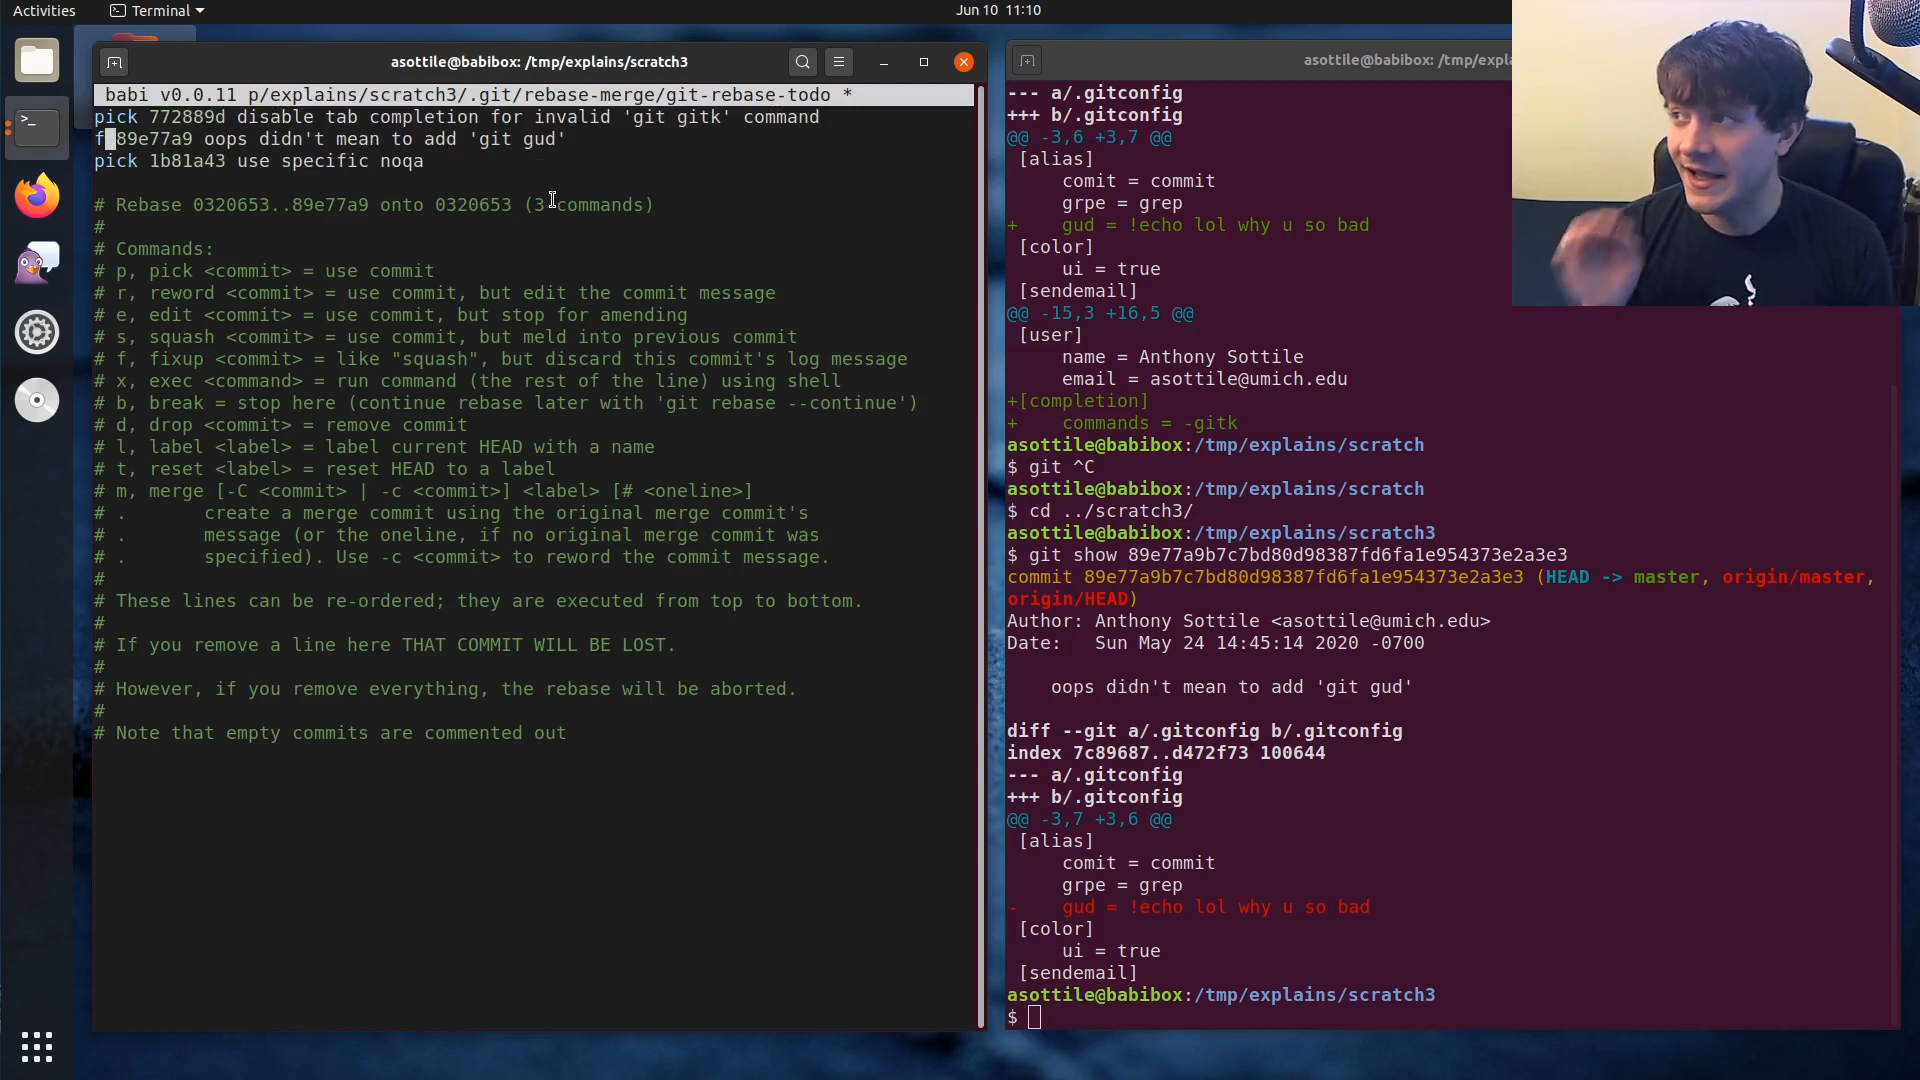 Activities
Terminal
Jun 10 11:10
asottile@babibox: /tmp/explains/scratch3
babi v0.0.11 p/explains/scratch3/.git/rebase-merge/git-rebase-todo *
pick 772889d disable tab completion for invalid 'git gitk' command
f 89e77a9 oops didn't mean to add 'git gud'
pick 1b81a43 use specific noqa
# Rebase 0320653..89e77a9 onto 0320653 (3 commands)
#
# Commands:
# p, pick <commit> = use commit
# r, reword <commit> = use commit, but edit the commit message
# e, edit <commit> = use commit, but stop for amending
# s, squash <commit> = use commit, but meld into previous commit
# f, fixup <commit> = like "squash", but discard this commit's log message
# x, exec <command> = run command (the rest of the line) using shell
# b, break = stop here (continue rebase later with 'git rebase --continue')
# d, drop <commit> = remove commit
# l, label <label> = label current HEAD with a name
# t, reset <label> = reset HEAD to a label
# m, merge [-C <commit> | -c <commit>] <label> [# <oneline>]
# .       create a merge commit using the original merge commit's
# .       message (or the oneline, if no original merge commit was
# .       specified). Use -c <commit> to reword the commit message.
#
# These lines can be re-ordered; they are executed from top to bottom.
#
# If you remove a line here THAT COMMIT WILL BE LOST.
#
# However, if you remove everything, the rebase will be aborted.
#
# Note that empty commits are commented out
asottile@babibox: /tmp/expla
--- a/.gitconfig
+++ b/.gitconfig
@@ -3,6 +3,7 @@
 [alias]
     comit = commit
     grpe = grep
+    gud = !echo lol why u so bad
 [color]
     ui = true
 [sendemail]
@@ -15,3 +16,5 @@
 [user]
     name = Anthony Sottile
     email = asottile@umich.edu
+[completion]
+    commands = -gitk
asottile@babibox:/tmp/explains/scratch
$ git ^C
asottile@babibox:/tmp/explains/scratch
$ cd ../scratch3/
asottile@babibox:/tmp/explains/scratch3
$ git show 89e77a9b7c7bd80d98387fd6fa1e954373e2a3e3
commit 89e77a9b7c7bd80d98387fd6fa1e954373e2a3e3 (HEAD -> master, origin/master,
origin/HEAD)
Author: Anthony Sottile <asottile@umich.edu>
Date:   Sun May 24 14:45:14 2020 -0700
    oops didn't mean to add 'git gud'
diff --git a/.gitconfig b/.gitconfig
index 7c89687..d472f73 100644
--- a/.gitconfig
+++ b/.gitconfig
@@ -3,7 +3,6 @@
 [alias]
     comit = commit
     grpe = grep
-    gud = !echo lol why u so bad
 [color]
     ui = true
 [sendemail]
asottile@babibox:/tmp/explains/scratch3
$